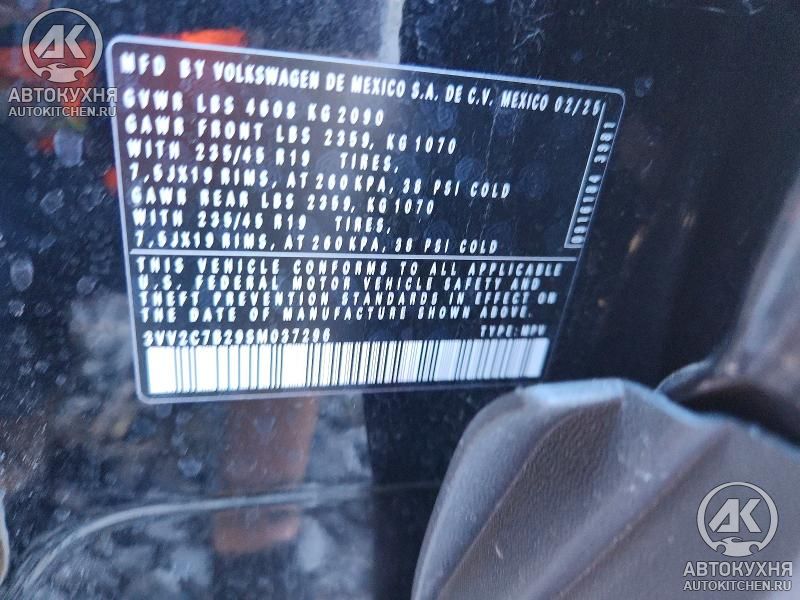 AK
АВТОКУХНЯ
AUTOKITCHEN.RU
MFD BY VOLKSWAGEN DE MEXICO S.A. DE C.V. MEXICO 02/25
GVWR LBS 4608 KG 2090
GAWR FRONT LBS 2359, KG 1070
WITH 235/45 R19 TIRES,
7,5JX19 RIMS, AT 260 KPA, 38 PSI COLD
GAWR REAR LBS 2359, KG 1070
WITH 235/45 R19 TIRES,
7,5JX19 RIMS, AT 260 KPA, 38 PSI COLD
THIS VEHICLE CONFORMS TO ALL APPLICABLE
U.S. FEDERAL MOTOR VEHICLE SAFETY AND
THEFT PREVENTION STANDARDS IN EFFECT ON
THE DATE OF MANUFACTURE SHOWN ABOVE.
3VV2C7B29SM037296 TYPE: MPV
AK
АВТОКУХНЯ
AUTOKITCHEN.RU